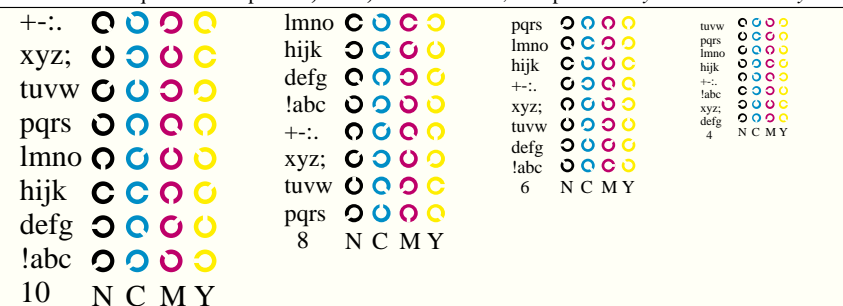 +-:.
xyz;
tuvw
pqrs
lmno
hijk
defg
!abc
10 N C M Y
lmno
hijk
defg
!abc
+-:.
xyz;
tuvw
pqrs
8 N C M Y
pqrs
lmno
hijk
+-:.
xyz;
tuvw
defg
!abc
6 N C M Y
tuvw
pqrs
lmno
hijk
+-:.
!abc
xyz;
defg
4 N C M Y